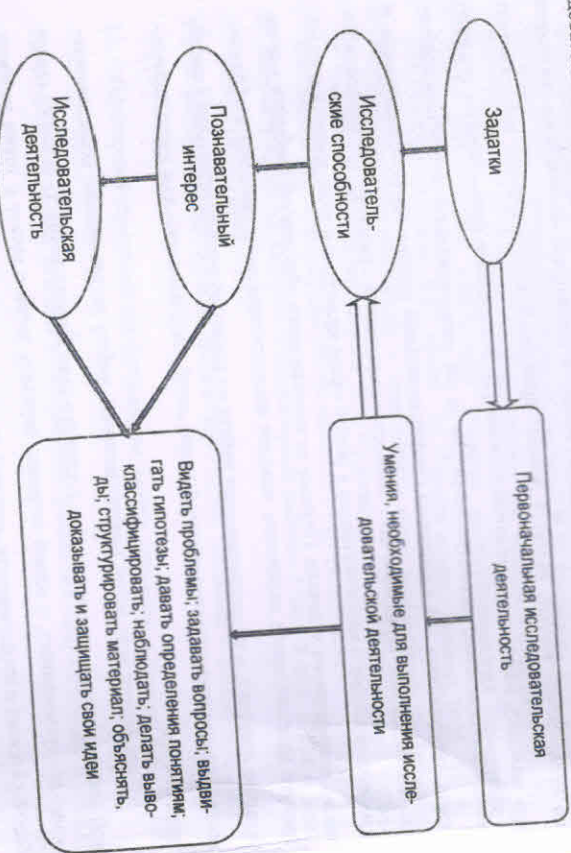 Задатки
Первоначальная исследовательская
деятельность
Исследователь-
ские способности
Умения, необходимые для выполнения иссле-
довательской деятельности
Познавательный
интерес
Исследовательская
деятельность
Видеть проблемы; задавать вопросы; выдви-
гать гипотезы; давать определения понятиям;
классифицировать; наблюдать; делать выво-
ды; структурировать материал; объяснять,
доказывать и защищать свои идеи